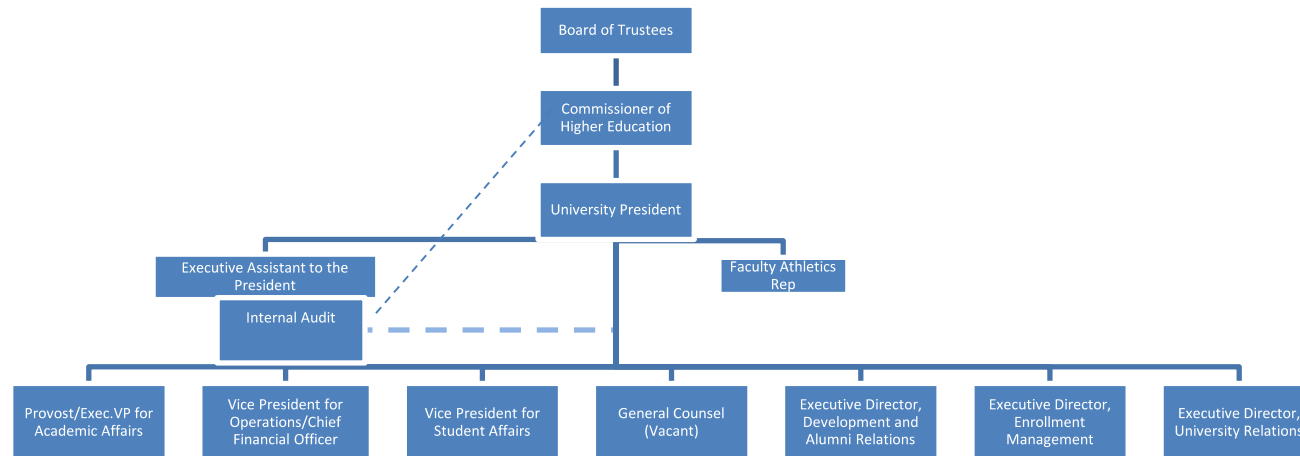 Board of Trustees
Commissioner of
Higher Education
University President
Executive Assistant to the
President
Faculty Athletics
Rep
Internal Audit
Provost/Exec.VP for
Academic Affairs
Vice President for
Operations/Chief
Financial Officer
Vice President for
Student Affairs
General Counsel
(Vacant)
Executive Director,
Development and
Alumni Relations
Executive Director,
Enrollment
Management
Executive Director,
University Relations